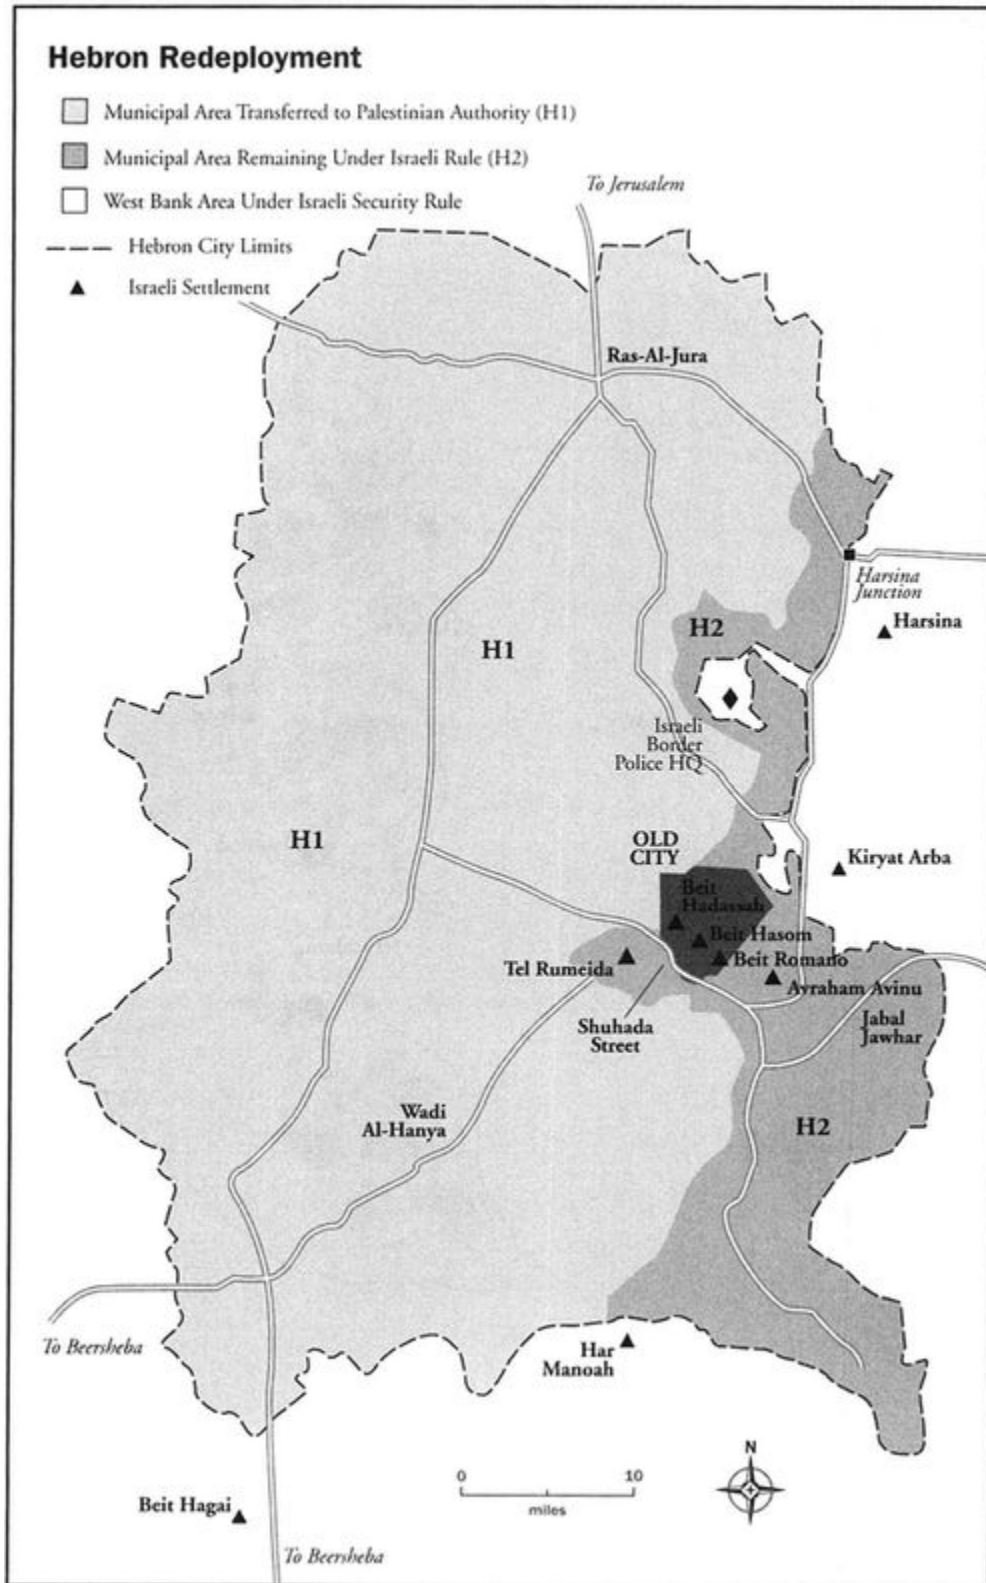 Hebron Redeployment
Municipal Area Transferred to Palestinian Authority (H1)
Municipal Area Remaining Under Israeli Rule (H2)
West Bank Area Under Israeli Security Rule
Hebron City Limits
Israeli Settlement
To Jerusalem
Ras-Al-Jura
Harsina
Junction
Harsina
H2
H1
Israeli
Border
Police HQ
H1
OLD
CITY
Kiryat Arba
Beit
Hadassah
Beit Hasom
Beit Romano
Tel Rumeida
Avraham Avinu
Shuhada
Street
Jabal
Jawhar
Wadi
Al-Hanya
H2
To Beersheba
Har
Manoah
N
0
10
miles
Beit Hagai
To Beersheba